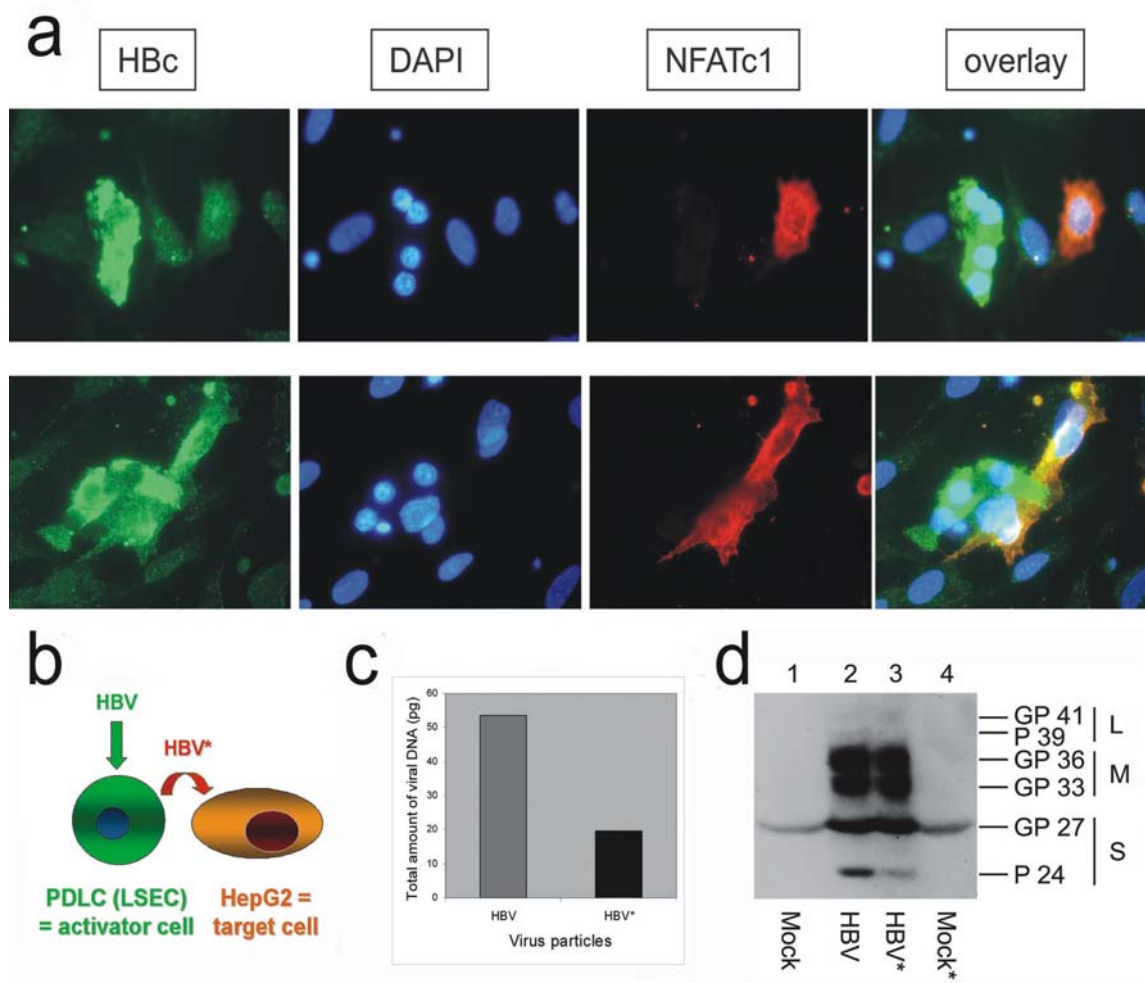 a
HBc
DAPI
NFATc1
overlay
b
HBV
HBV*
PDLC (LSEC)
= activator cell
HepG2 =
target cell
c
Total amount of viral DNA (pg)
60
50
40
30
20
10
0
HBV
HBV*
Virus particles
d
1 2 3 4
GP 41
P 39
L
GP 36
GP 33
M
GP 27
P 24
S
Mock
HBV
HBV*
Mock*